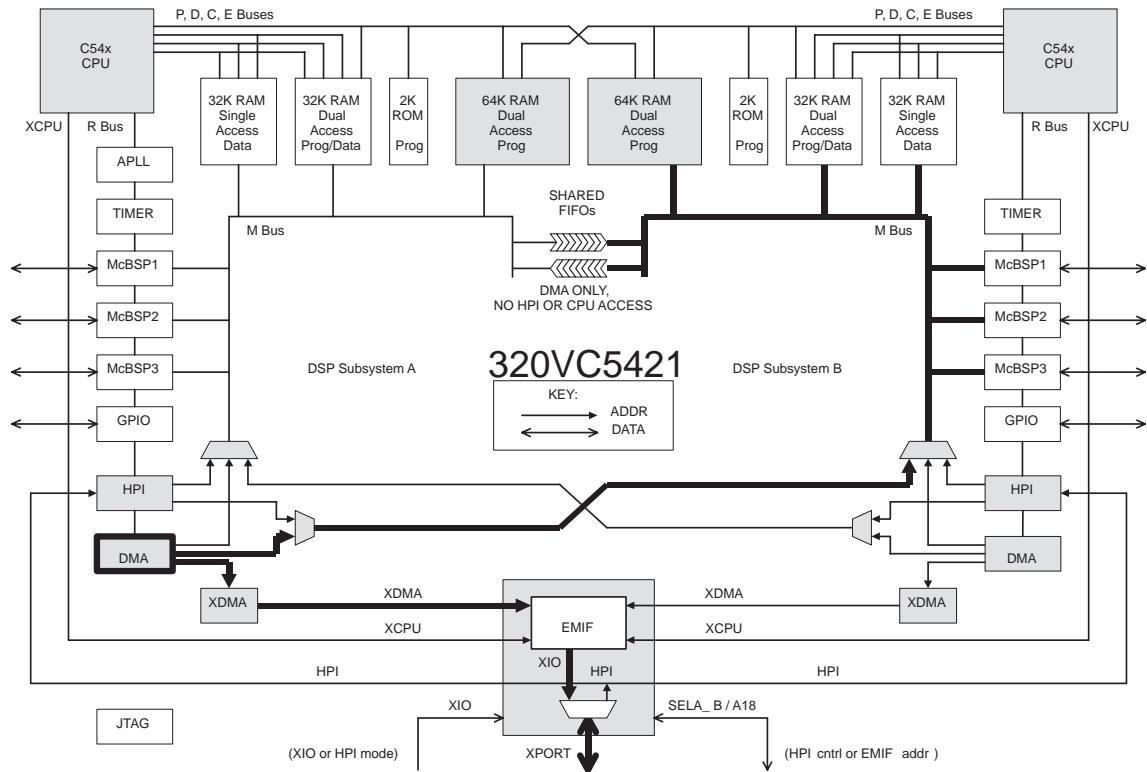 P, D, C, E Buses
P, D, C, E Buses
C54x
CPU
C54x
CPU
32K RAM
Single
Access
Data
32K RAM
Dual
Access
Prog/Data
2K
ROM
Prog
64K RAM
Dual
Access
Prog
64K RAM
Dual
Access
Prog
2K
ROM
Prog
32K RAM
Dual
Access
Prog/Data
32K RAM
Single
Access
Data
XCPU
R Bus
R Bus
XCPU
APLL
TIMER
SHARED
FIFOs
TIMER
M Bus
M Bus
McBSP1
McBSP1
DMA ONLY,
NO HPI OR CPU ACCESS
McBSP2
McBSP2
McBSP3
DSP Subsystem A
320VC5421
DSP Subsystem B
McBSP3
KEY:
ADDR
DATA
GPIO
GPIO
HPI
HPI
DMA
DMA
XDMA
XDMA
XDMA
XDMA
XCPU
EMIF
XCPU
XIO
HPI
HPI
HPI
JTAG
XIO
SELA_ B / A18
(XIO or HPI mode)
XPORT
(HPI cntrl or EMIF addr )